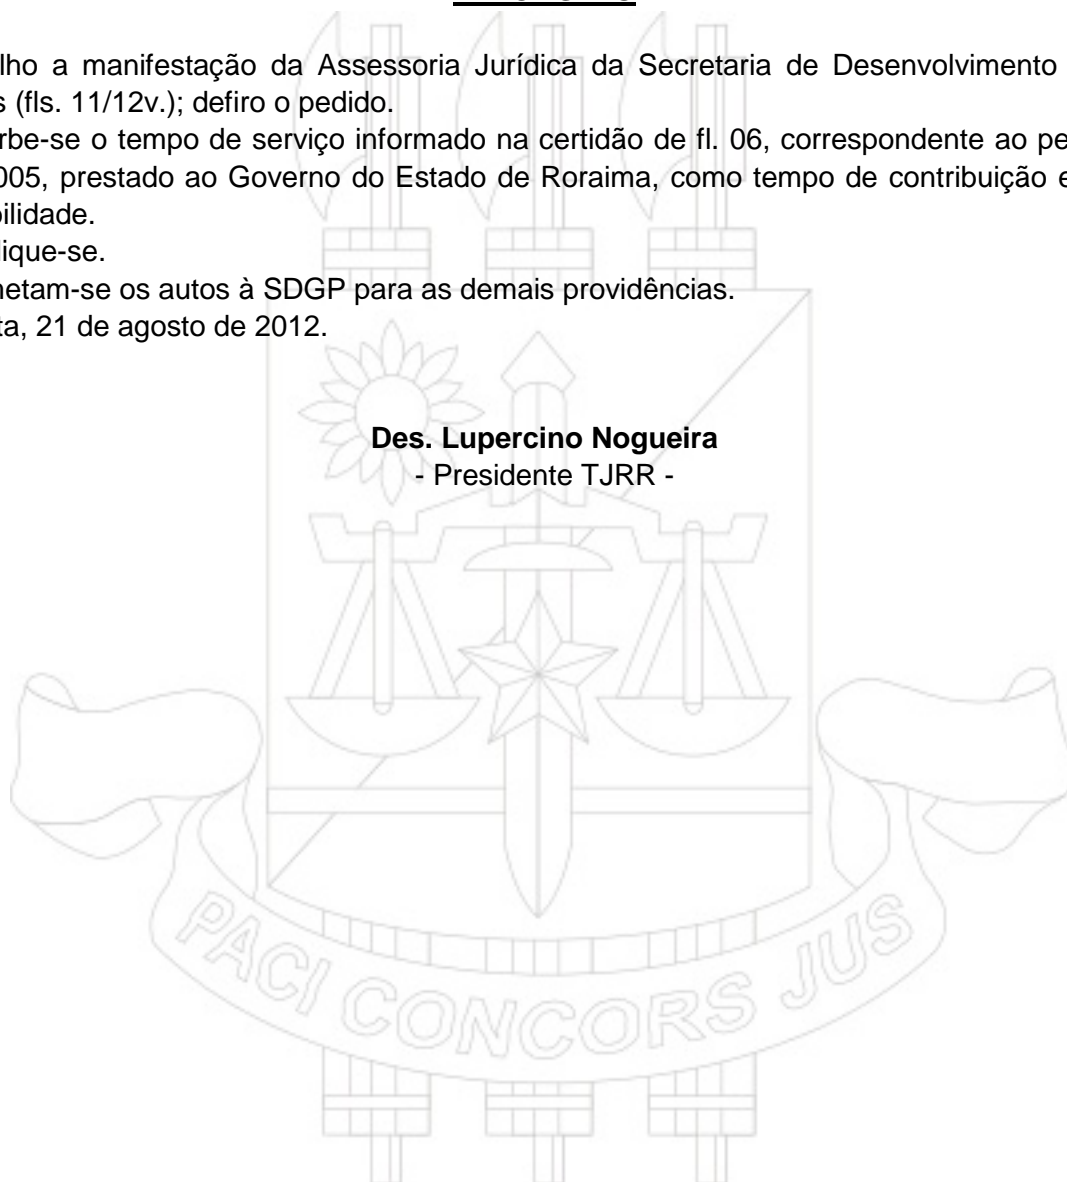 lho a manifestação da Assessoria Jurídica da Secretaria de Desenvolvimento
s (fls. 11/12v.); defiro o pedido.
rbe-se o tempo de serviço informado na certidão de fl. 06, correspondente ao pe
005, prestado ao Governo do Estado de Roraima, como tempo de contribuição e
bilidade.
lique-se.
netam-se os autos à SDGP para as demais providências.
ta, 21 de agosto de 2012.
Des. Lupercino Nogueira
- Presidente TJRR -
PACI CONCORS JUS